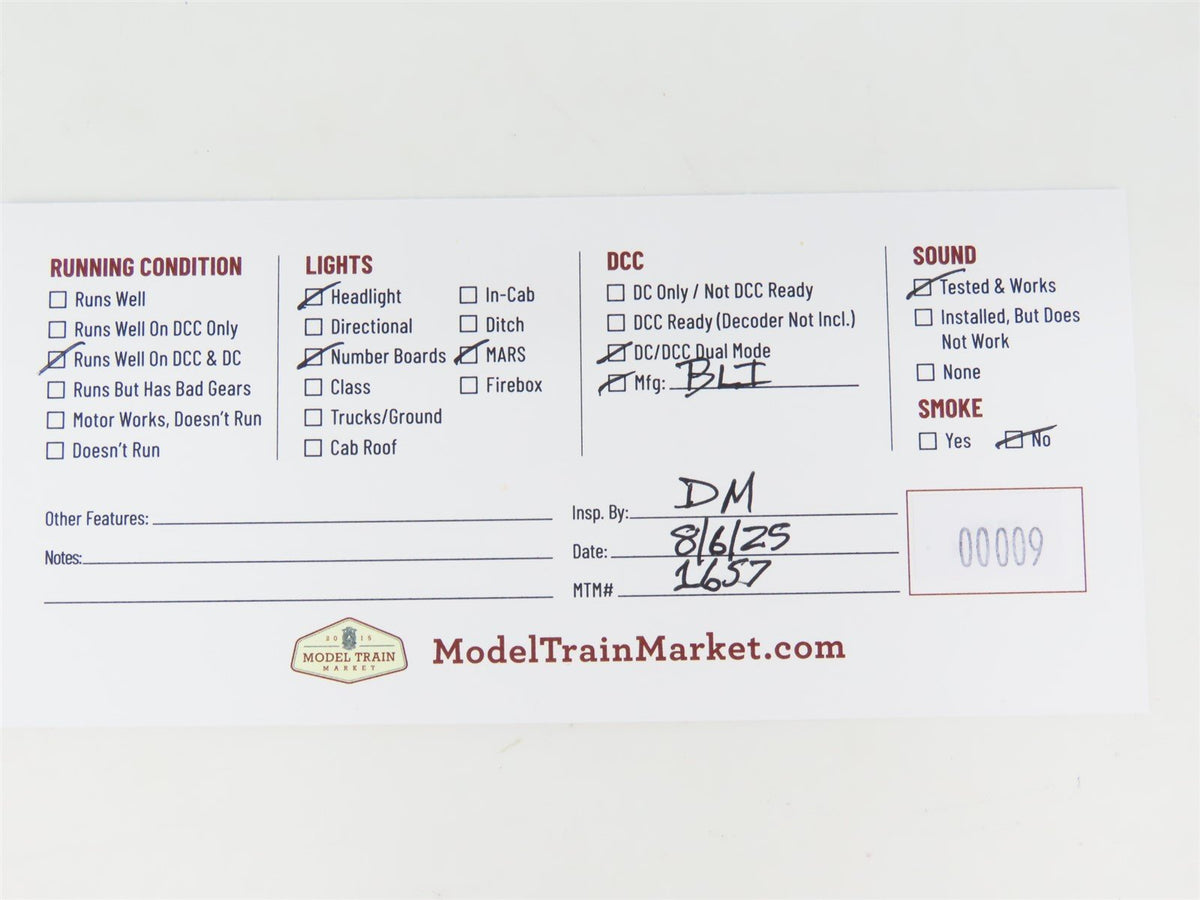 RUNNING CONDITION
Runs Well
Runs Well On DCC Only
Runs Well On DCC & DC
Runs But Has Bad Gears
Motor Works, Doesn't Run
Doesn't Run
LIGHTS
Headlight
Directional
Number Boards
Class
Trucks/Ground
Cab Roof
In-Cab
Ditch
MARS
Firebox
DCC
DC Only / Not DCC Ready
DCC Ready (Decoder Not Incl.)
DC/DCC Dual Mode
Mfg: BLI
SOUND
Tested & Works
Installed, But Does
Not Work
None
SMOKE
Yes No
Other Features:
Notes:
Insp. By: DM
Date: 8/6/25
MTM# 1657
00009
2015
MODEL TRAIN
MARKET
ModelTrainMarket.com